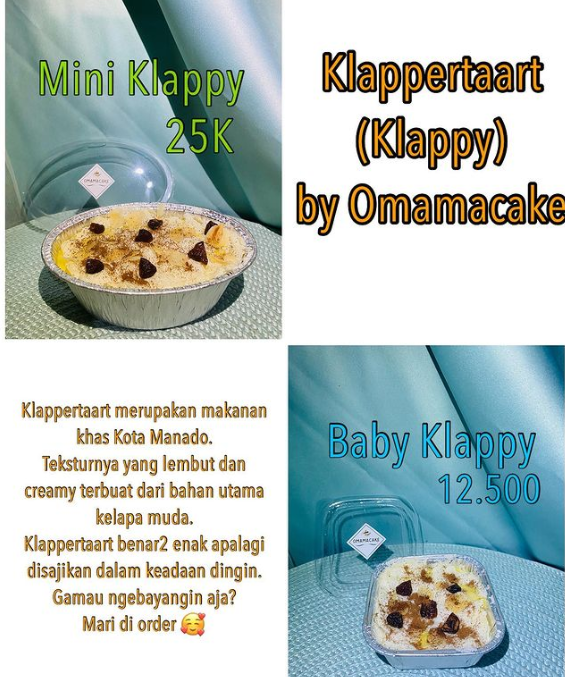 Mini Klappy
25K
OMAMACAKE
Klappertaart
(Klappy)
by Omamacake
Klappertaart merupakan makanan
khas Kota Manado.
Teksturnya yang lembut dan
creamy terbuat dari bahan utama
kelapa muda.
Klappertaart benar2 enak apalagi
disajikan dalam keadaan dingin.
Gamau ngebayangin aja?
Mari di order 🥰
Baby Klappy
12.500
OMAMACAKE